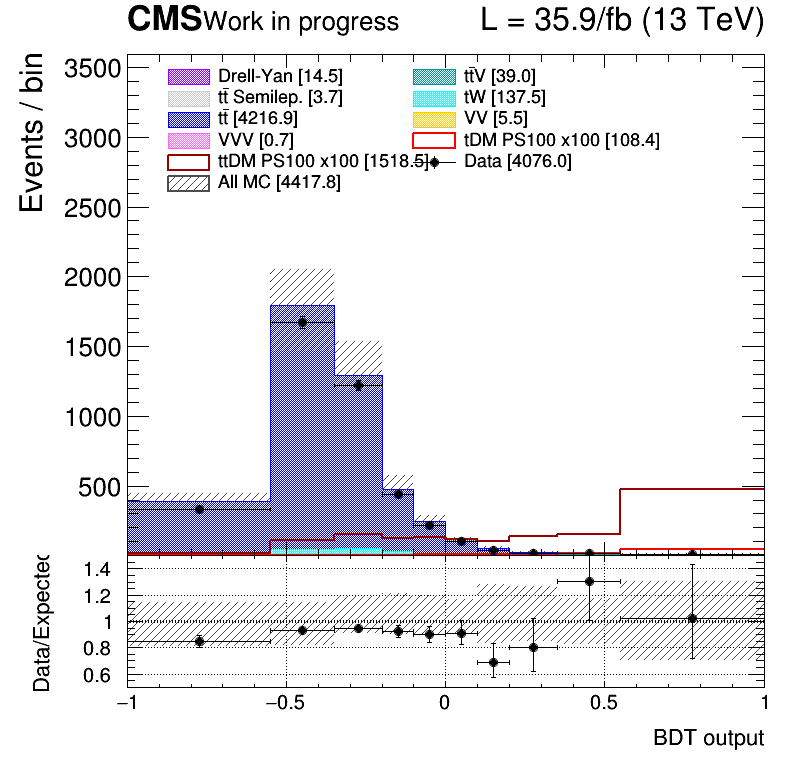 CMS Work in progress L = 35.9/fb (13 TeV)
Events / bin
3500
3000
2500
2000
1500
1000
500
Drell-Yan [14.5] tt̄V [39.0]
tt̄ Semilep. [3.7] tW [137.5]
tt̄ [4216.9] VV [5.5]
VVV [0.7] tDM PS100 x100 [108.4]
ttDM PS100 x100 [1518.5] Data [4076.0]
All MC [4417.8]
Data/Expected
1.4
1.2
1
0.8
0.6
−1 −0.5 0 0.5 1
BDT output